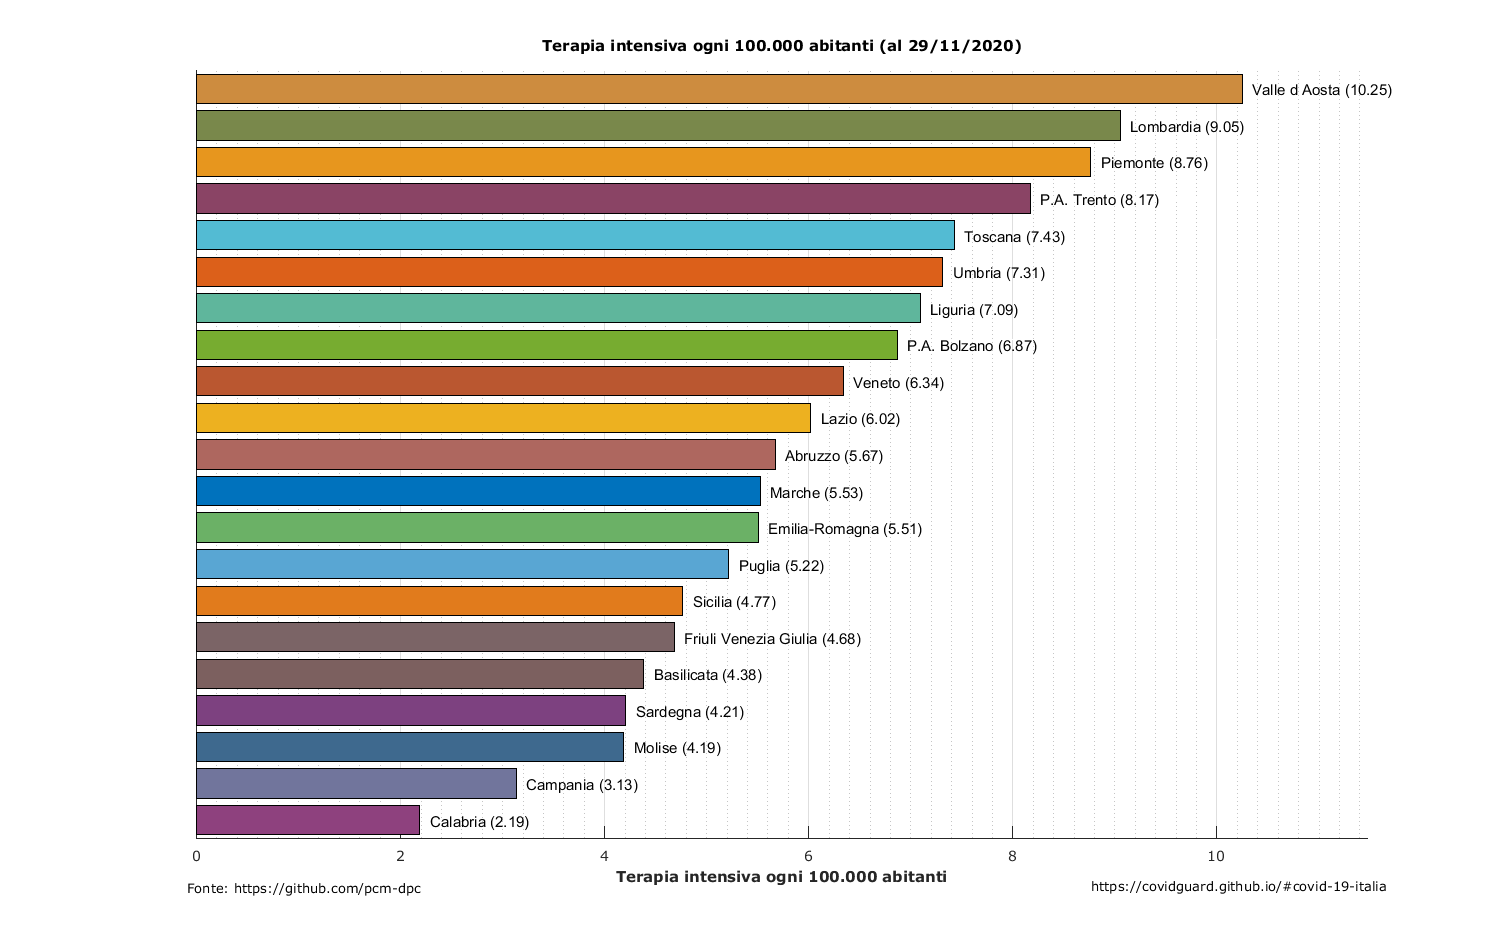 Terapia intensiva ogni 100.000 abitanti (al 29/11/2020)
Valle d Aosta (10.25)
Lombardia (9.05)
Piemonte (8.76)
P.A. Trento (8.17)
Toscana (7.43)
Umbria (7.31)
Liguria (7.09)
P.A. Bolzano (6.87)
Veneto (6.34)
Lazio (6.02)
Abruzzo (5.67)
Marche (5.53)
Emilia-Romagna (5.51)
Puglia (5.22)
Sicilia (4.77)
Friuli Venezia Giulia (4.68)
Basilicata (4.38)
Sardegna (4.21)
Molise (4.19)
Campania (3.13)
Calabria (2.19)
0 2 4 6 8 10
Terapia intensiva ogni 100.000 abitanti
Fonte: https://github.com/pcm-dpc
https://covidguard.github.io/#covid-19-italia